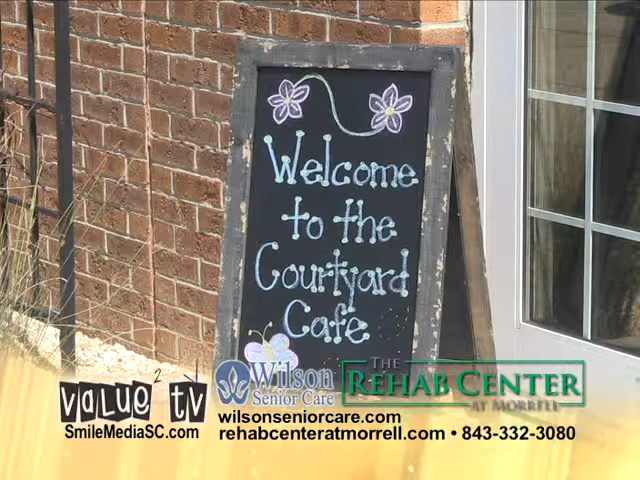 Welcome
to the
Courtyard
Cafe
VALUE 2 TV
SmileMediaSC.com
Wilson
Senior Care
THE
REHAB CENTER
AT MORRELL
wilsonseniorcare.com
rehabcenteratmorrell.com • 843-332-3080